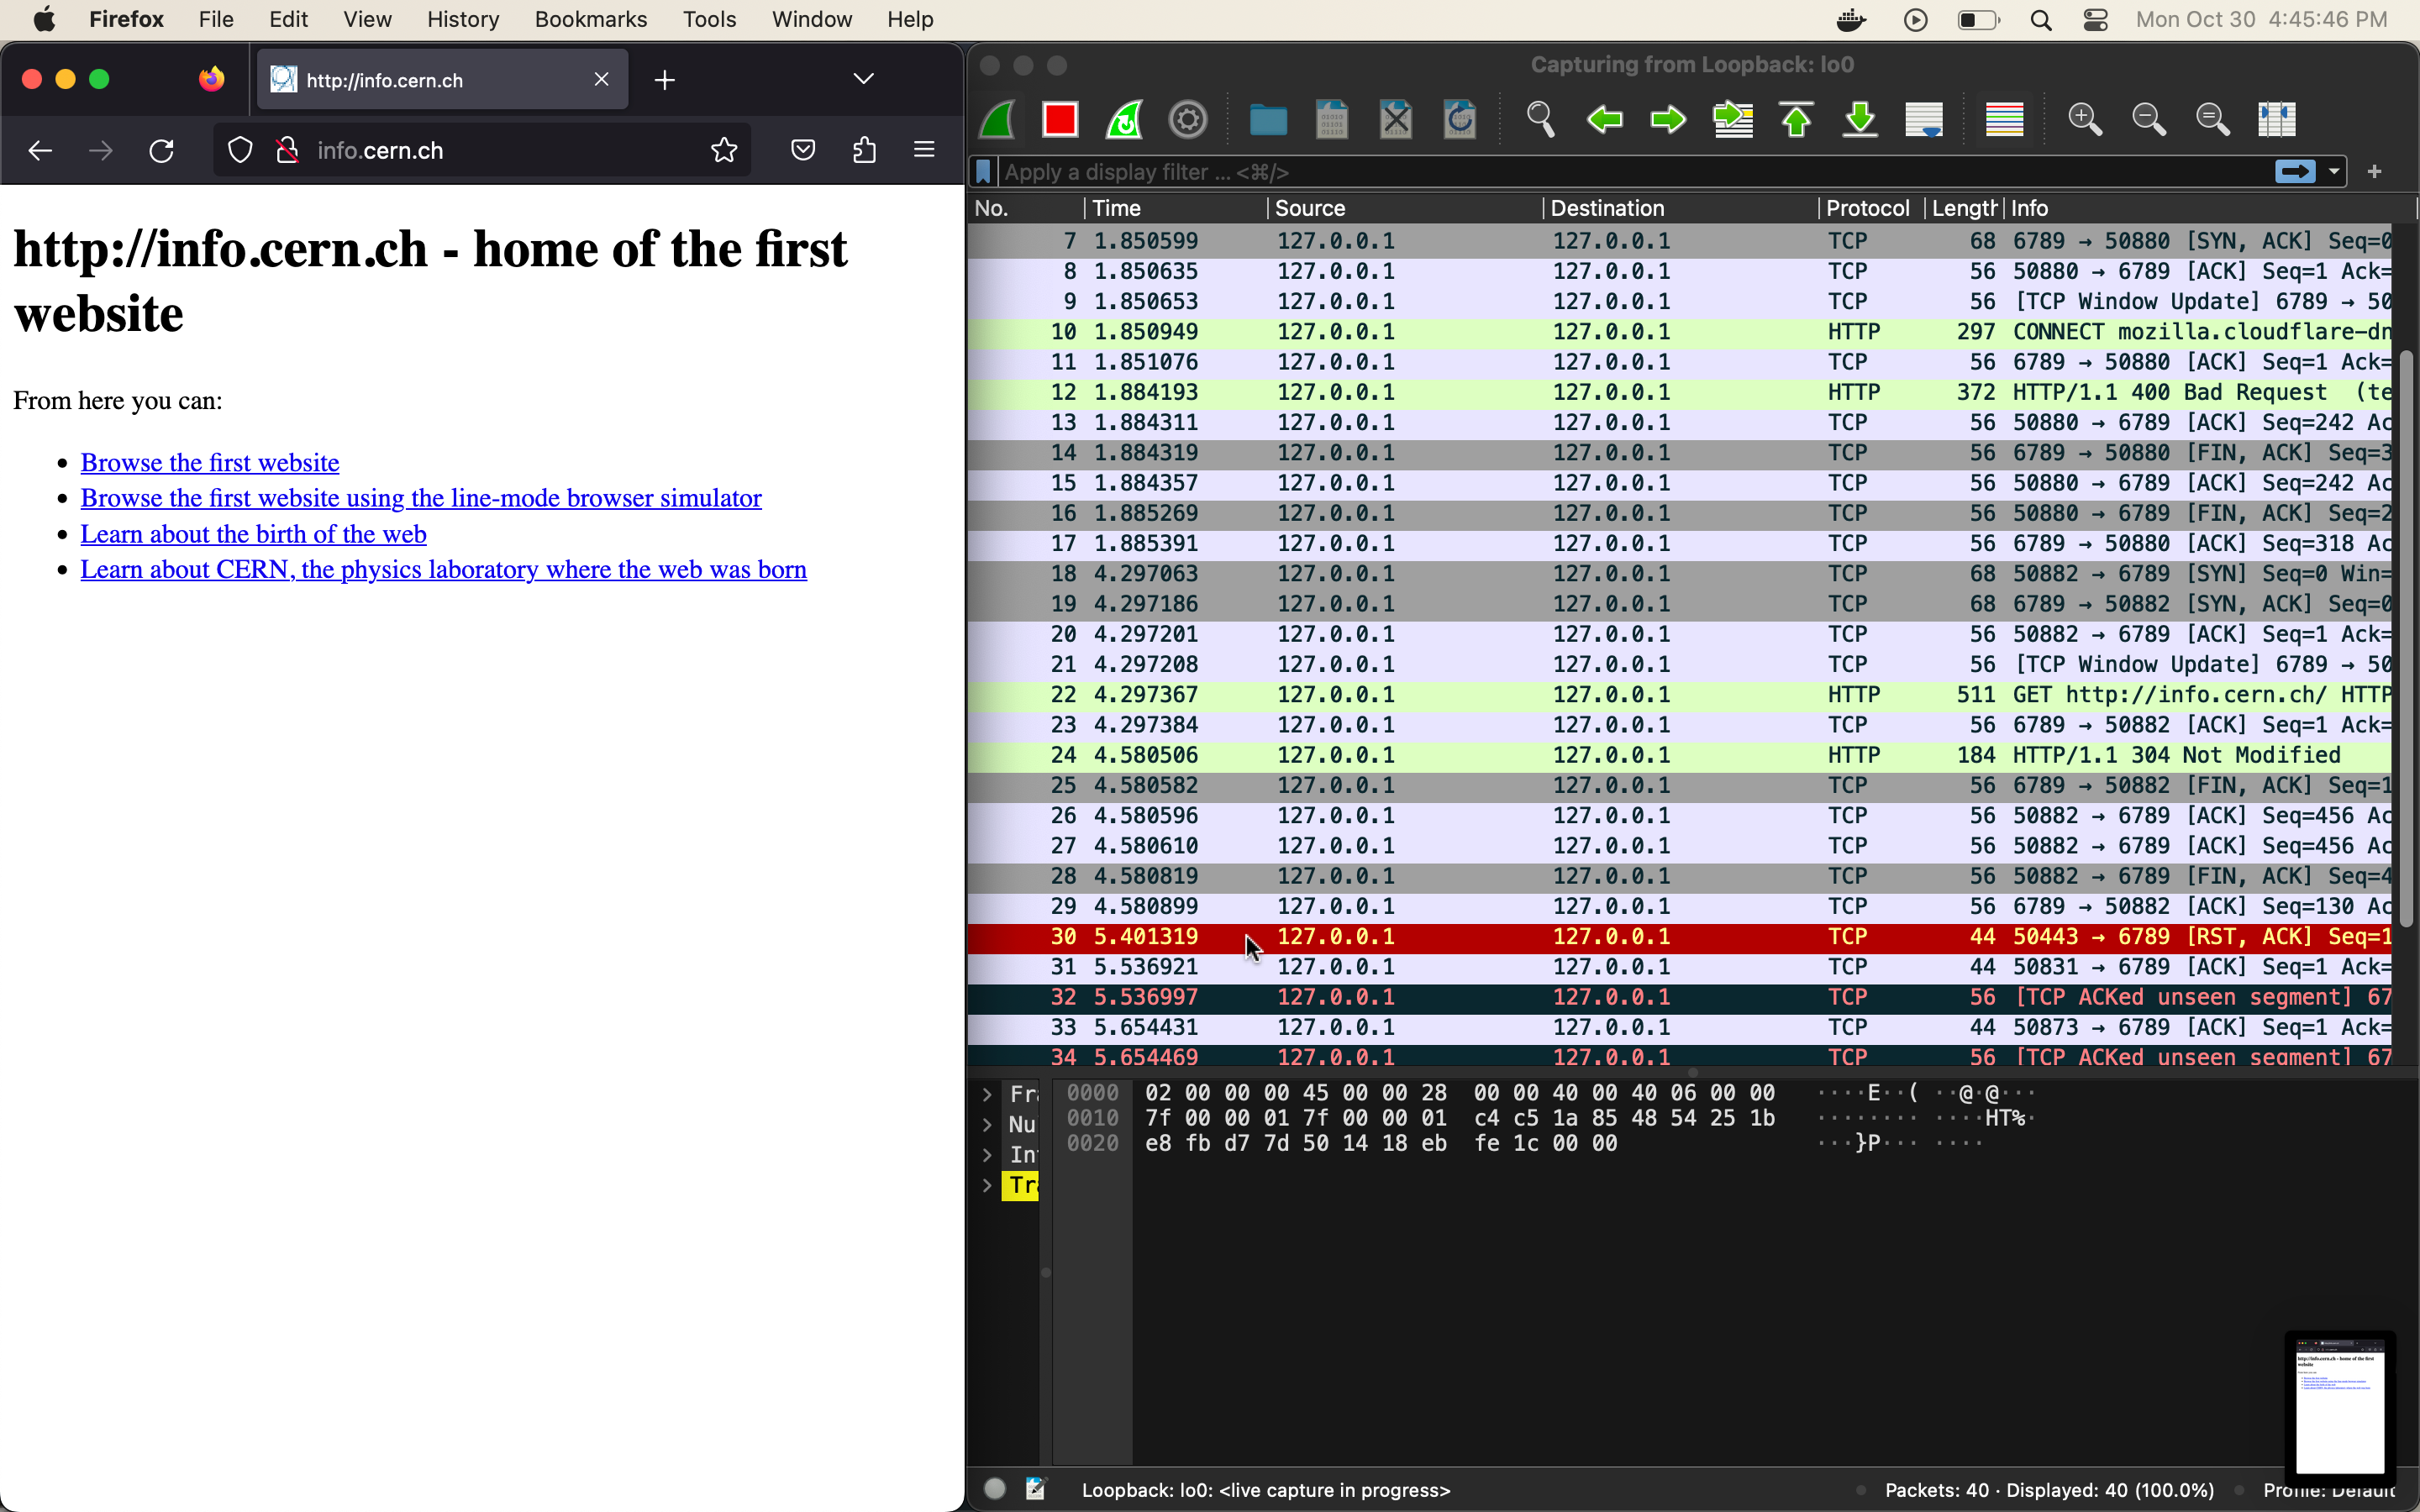 Firefox File Edit View History Bookmarks Tools Window Help Mon Oct 30 4:45:46 PM
http://info.cern.ch
info.cern.ch
http://info.cern.ch - home of the first
website
From here you can:
• Browse the first website
• Browse the first website using the line-mode browser simulator
• Learn about the birth of the web
• Learn about CERN, the physics laboratory where the web was born
Capturing from Loopback: lo0
Apply a display filter ... <⌘/>
No. Time Source Destination Protocol Length Info
7 1.850599 127.0.0.1 127.0.0.1 TCP 68 6789 → 50880 [SYN, ACK] Seq=0
8 1.850635 127.0.0.1 127.0.0.1 TCP 56 50880 → 6789 [ACK] Seq=1 Ack=
9 1.850653 127.0.0.1 127.0.0.1 TCP 56 [TCP Window Update] 6789 → 50
10 1.850949 127.0.0.1 127.0.0.1 HTTP 297 CONNECT mozilla.cloudflare-dn
11 1.851076 127.0.0.1 127.0.0.1 TCP 56 6789 → 50880 [ACK] Seq=1 Ack=
12 1.884193 127.0.0.1 127.0.0.1 HTTP 372 HTTP/1.1 400 Bad Request (te
13 1.884311 127.0.0.1 127.0.0.1 TCP 56 50880 → 6789 [ACK] Seq=242 Ac
14 1.884319 127.0.0.1 127.0.0.1 TCP 56 6789 → 50880 [FIN, ACK] Seq=3
15 1.884357 127.0.0.1 127.0.0.1 TCP 56 50880 → 6789 [ACK] Seq=242 Ac
16 1.885269 127.0.0.1 127.0.0.1 TCP 56 50880 → 6789 [FIN, ACK] Seq=2
17 1.885391 127.0.0.1 127.0.0.1 TCP 56 6789 → 50880 [ACK] Seq=318 Ac
18 4.297063 127.0.0.1 127.0.0.1 TCP 68 50882 → 6789 [SYN] Seq=0 Win=
19 4.297186 127.0.0.1 127.0.0.1 TCP 68 6789 → 50882 [SYN, ACK] Seq=0
20 4.297201 127.0.0.1 127.0.0.1 TCP 56 50882 → 6789 [ACK] Seq=1 Ack=
21 4.297208 127.0.0.1 127.0.0.1 TCP 56 [TCP Window Update] 6789 → 50
22 4.297367 127.0.0.1 127.0.0.1 HTTP 511 GET http://info.cern.ch/ HTTP
23 4.297384 127.0.0.1 127.0.0.1 TCP 56 6789 → 50882 [ACK] Seq=1 Ack=
24 4.580506 127.0.0.1 127.0.0.1 HTTP 184 HTTP/1.1 304 Not Modified
25 4.580582 127.0.0.1 127.0.0.1 TCP 56 6789 → 50882 [FIN, ACK] Seq=1
26 4.580596 127.0.0.1 127.0.0.1 TCP 56 50882 → 6789 [ACK] Seq=456 Ac
27 4.580610 127.0.0.1 127.0.0.1 TCP 56 50882 → 6789 [ACK] Seq=456 Ac
28 4.580819 127.0.0.1 127.0.0.1 TCP 56 50882 → 6789 [FIN, ACK] Seq=4
29 4.580899 127.0.0.1 127.0.0.1 TCP 56 6789 → 50882 [ACK] Seq=130 Ac
30 5.401319 127.0.0.1 127.0.0.1 TCP 44 50443 → 6789 [RST, ACK] Seq=1
31 5.536921 127.0.0.1 127.0.0.1 TCP 44 50831 → 6789 [ACK] Seq=1 Ack=
32 5.536997 127.0.0.1 127.0.0.1 TCP 56 [TCP ACKed unseen segment] 67
33 5.654431 127.0.0.1 127.0.0.1 TCP 44 50873 → 6789 [ACK] Seq=1 Ack=
34 5.654469 127.0.0.1 127.0.0.1 TCP 56 [TCP ACKed unseen segment] 67
> Fra
> Nu
> In
> Tra
0000 02 00 00 00 45 00 00 28 00 00 40 00 40 06 00 00 ····E··( ··@·@···
0010 7f 00 00 01 7f 00 00 01 c4 c5 1a 85 48 54 25 1b ········ ····HT%·
0020 e8 fb d7 7d 50 14 18 eb fe 1c 00 00 ···}P··· ····
Loopback: lo0: <live capture in progress> Packets: 40 · Displayed: 40 (100.0%) Profile: Default